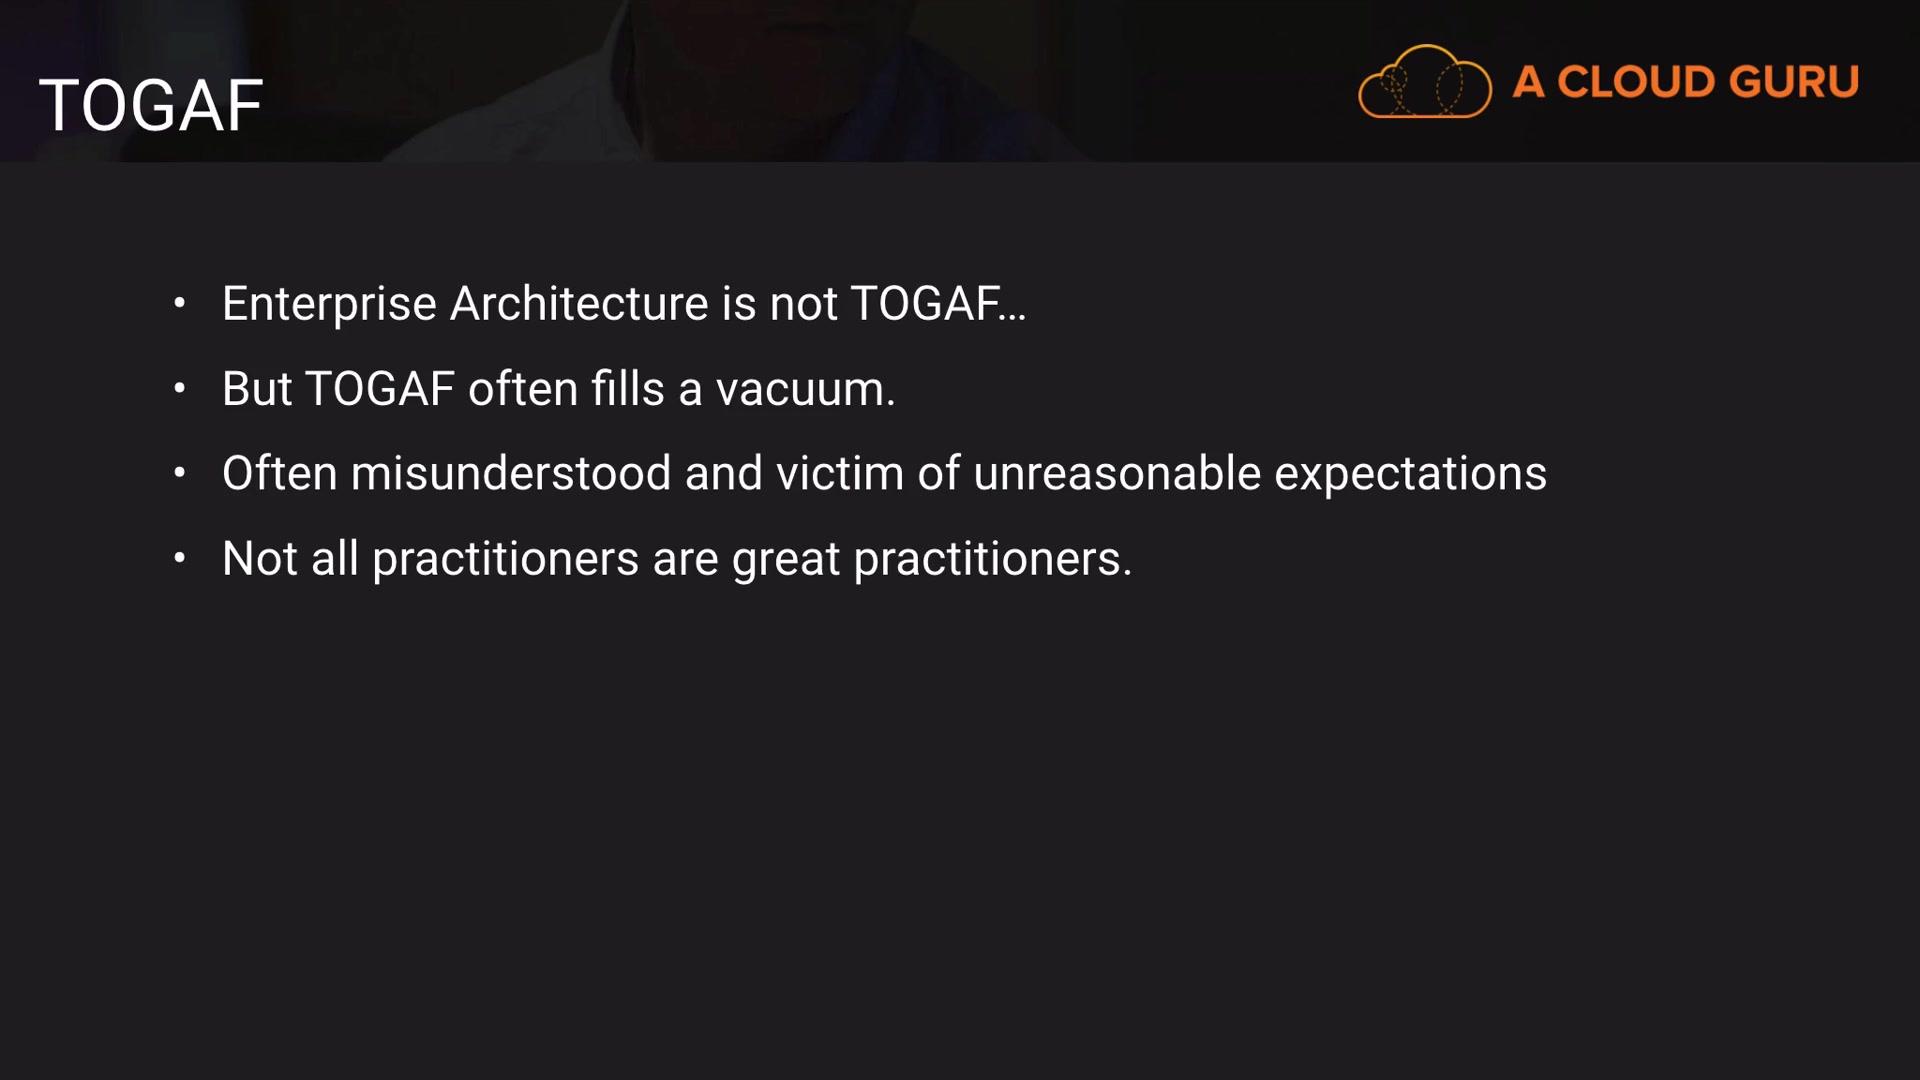 TOGAF
A CLOUD GURU
• Enterprise Architecture is not TOGAF...
• But TOGAF often fills a vacuum.
• Often misunderstood and victim of unreasonable expectations
• Not all practitioners are great practitioners.